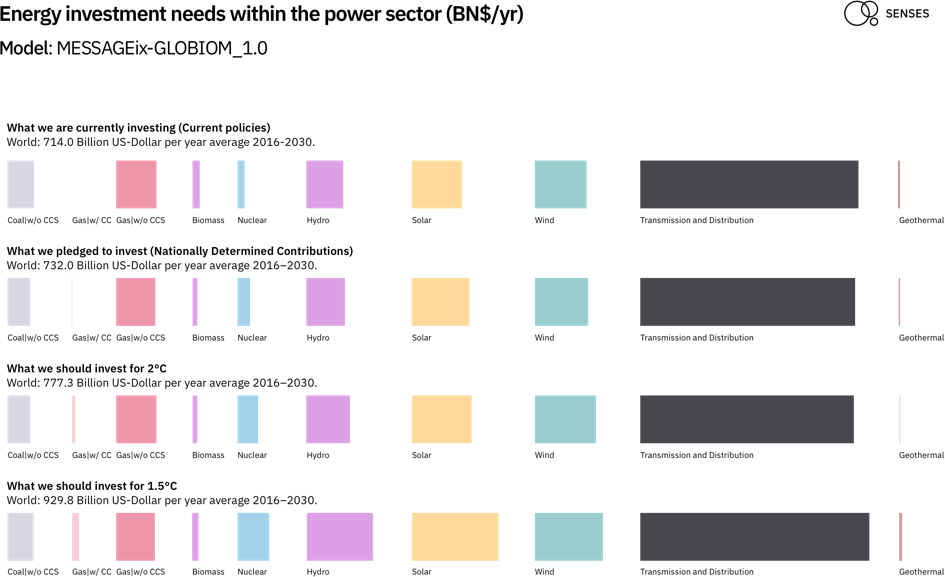 Energy investment needs within the power sector (BN$/yr)
SENSES
Model: MESSAGEix-GLOBIOM_1.0
What we are currently investing (Current policies)
World: 714.0 Billion US-Dollar per year average 2016-2030.
Coal|w/o CCS Gas|w/ CC Gas|w/o CCS Biomass Nuclear Hydro Solar Wind Transmission and Distribution Geothermal
What we pledged to invest (Nationally Determined Contributions)
World: 732.0 Billion US-Dollar per year average 2016–2030.
Coal|w/o CCS Gas|w/ CC Gas|w/o CCS Biomass Nuclear Hydro Solar Wind Transmission and Distribution Geothermal
What we should invest for 2°C
World: 777.3 Billion US-Dollar per year average 2016–2030.
Coal|w/o CCS Gas|w/ CC Gas|w/o CCS Biomass Nuclear Hydro Solar Wind Transmission and Distribution Geothermal
What we should invest for 1.5°C
World: 929.8 Billion US-Dollar per year average 2016–2030.
Coal|w/o CCS Gas|w/ CC Gas|w/o CCS Biomass Nuclear Hydro Solar Wind Transmission and Distribution Geothermal